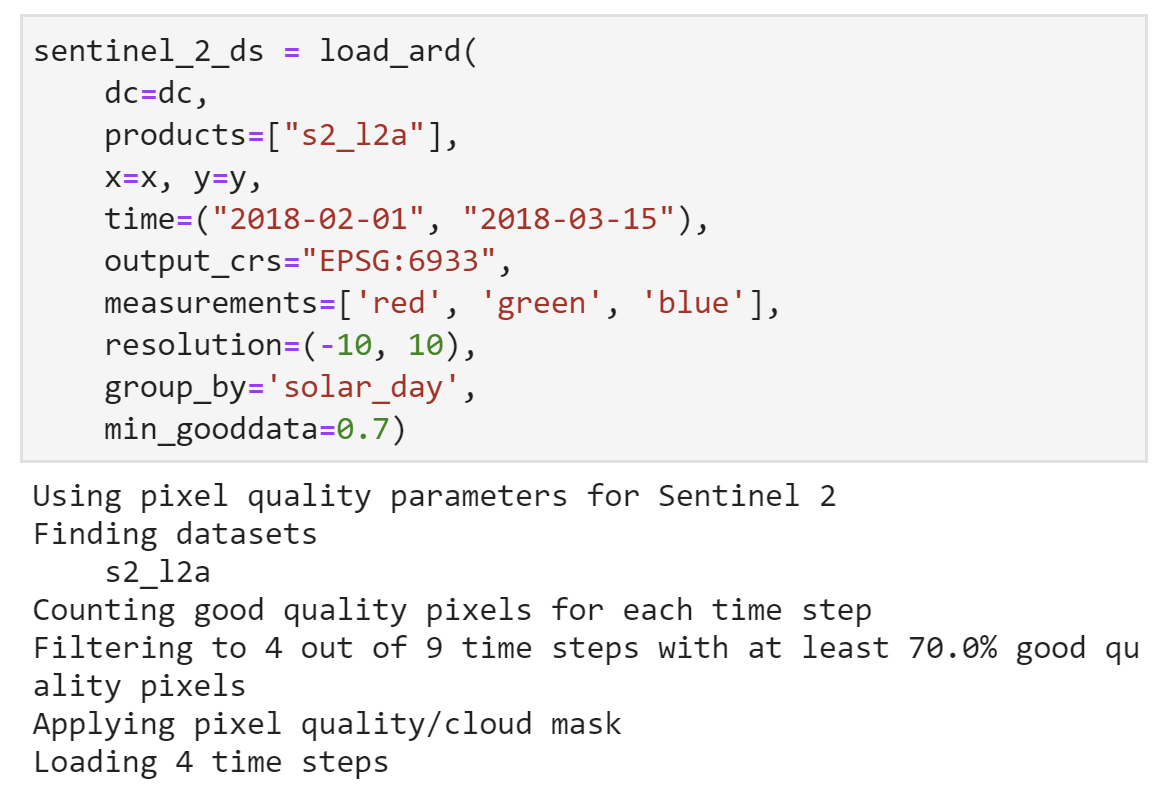 sentinel_2_ds = load_ard(
    dc=dc,
    products=["s2_l2a"],
    x=x, y=y,
    time=("2018-02-01", "2018-03-15"),
    output_crs="EPSG:6933",
    measurements=['red', 'green', 'blue'],
    resolution=(-10, 10),
    group_by='solar_day',
    min_gooddata=0.7)
Using pixel quality parameters for Sentinel 2
Finding datasets
    s2_l2a
Counting good quality pixels for each time step
Filtering to 4 out of 9 time steps with at least 70.0% good qu
ality pixels
Applying pixel quality/cloud mask
Loading 4 time steps